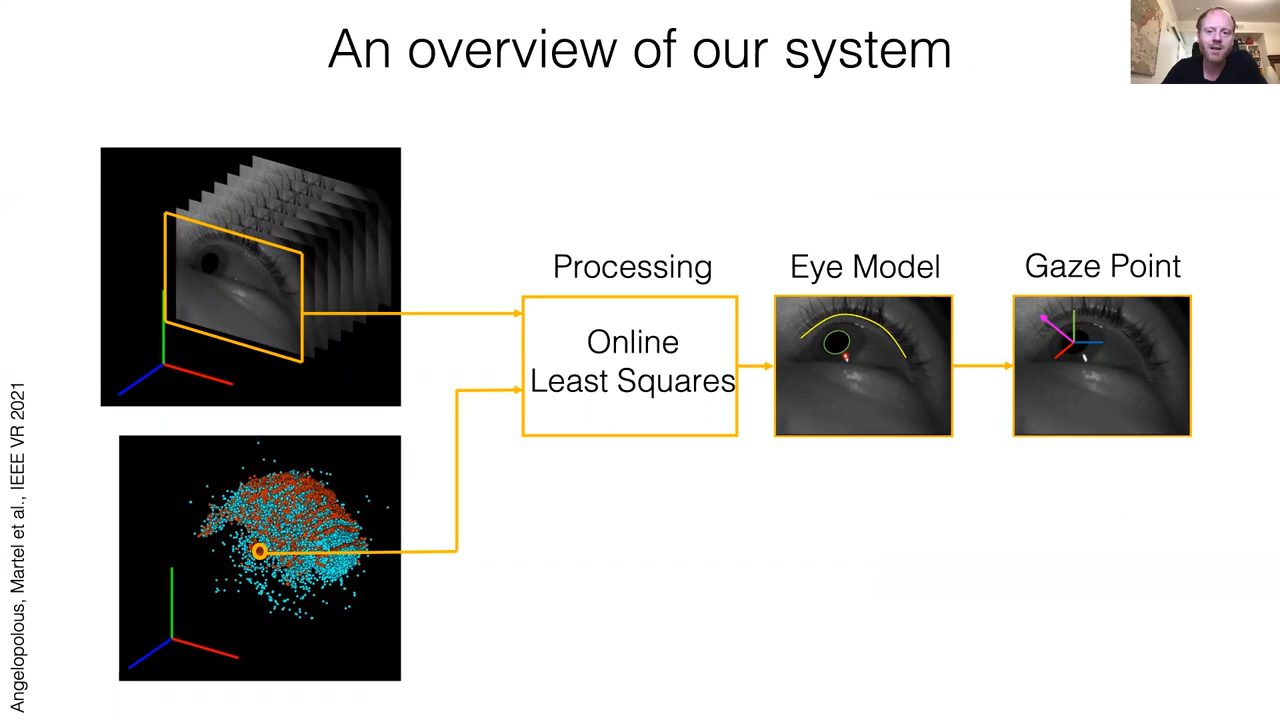 An overview of our system
Processing
Online
Least Squares
Eye Model
Gaze Point
Angelopolous, Martel et al., IEEE VR 2021